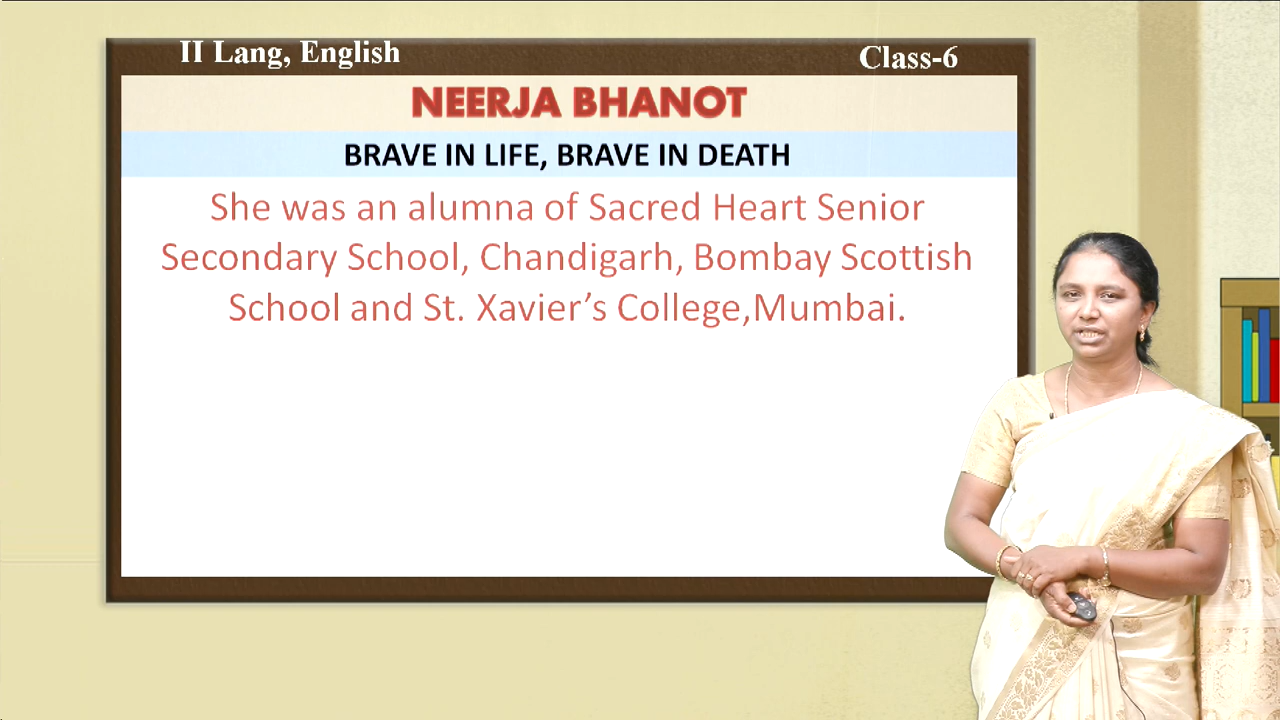 II Lang, English
Class-6
NEERJA BHANOT
BRAVE IN LIFE, BRAVE IN DEATH
She was an alumna of Sacred Heart Senior
Secondary School, Chandigarh, Bombay Scottish
School and St. Xavier’s College,Mumbai.